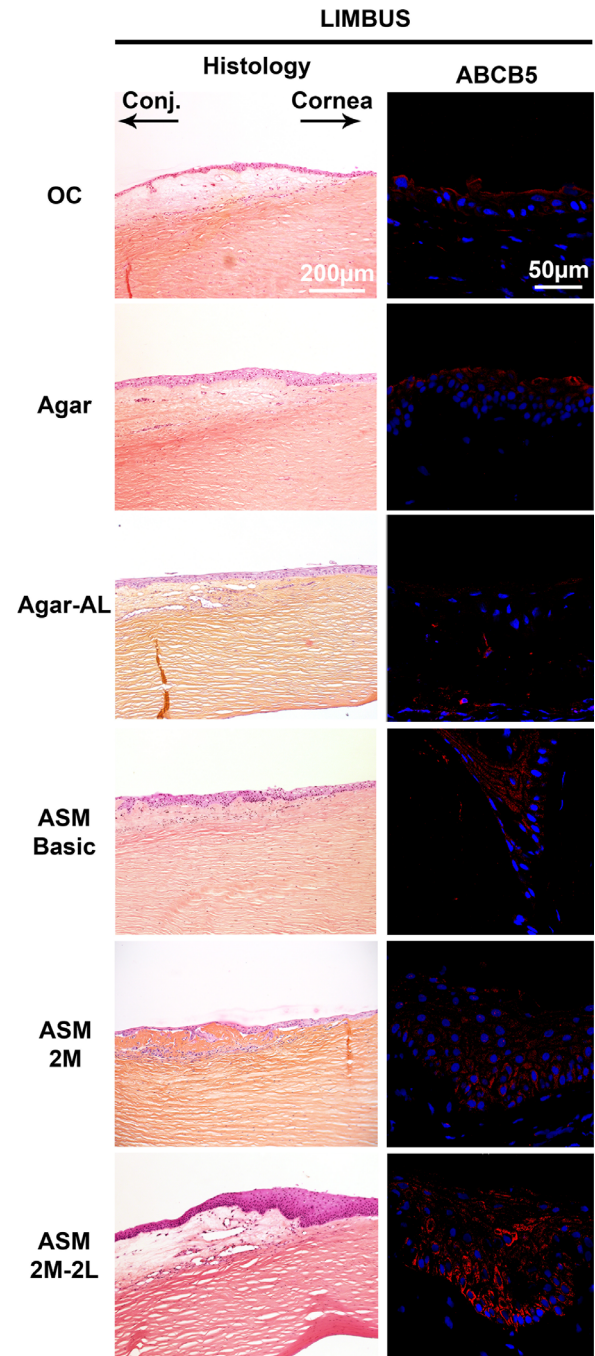 LIMBUS
Histology
ABCB5
Conj.
Cornea
OC
200µm
50µm
Agar
Agar-AL
ASM
Basic
ASM
2M
ASM
2M-2L